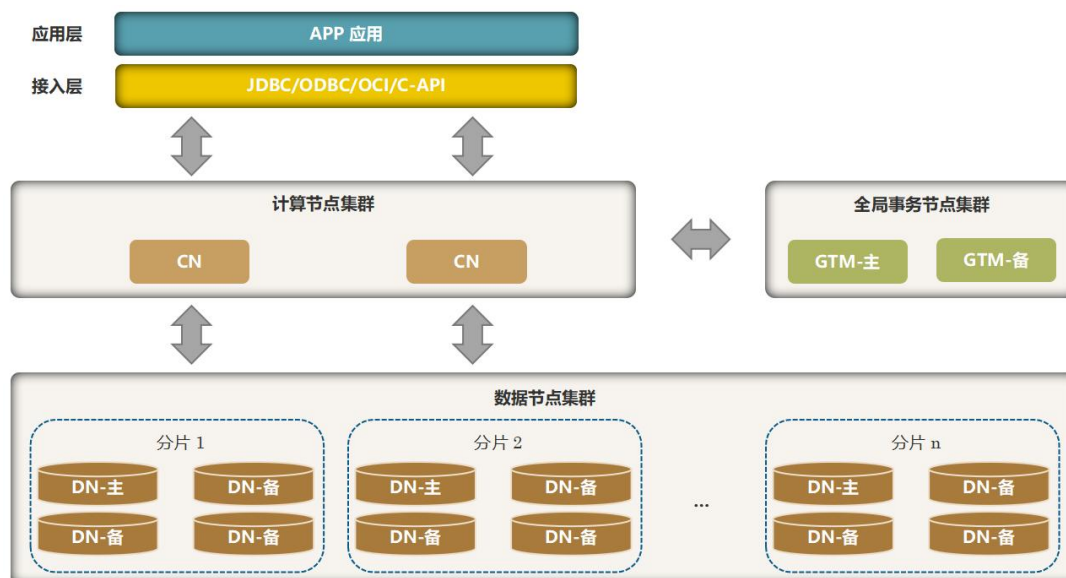 应用层
APP 应用
接入层
JDBC/ODBC/OCI/C-API
计算节点集群
CN
CN
全局事务节点集群
GTM-主
GTM-备
数据节点集群
分片 1
DN-主
DN-备
DN-备
DN-备
分片 2
DN-主
DN-备
DN-备
DN-备
...
分片 n
DN-主
DN-备
DN-备
DN-备